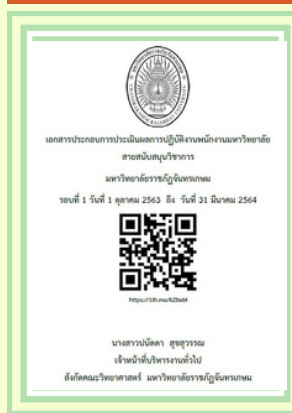 เอกสารประกอบการประเมินผลการปฏิบัติงานพนักงานมหาวิทยาลัย
สายสนับสนุนวิชาการ
มหาวิทยาลัยราชภัฏจันทรเกษม
รอบที่ 1 วันที่ 1 ตุลาคม 2563 ถึง วันที่ 31 มีนาคม 2564
นางสาวปนัดดา สุขสุวรรณ
เจ้าหน้าที่บริหารงานทั่วไป
สังกัดคณะวิทยาศาสตร์ มหาวิทยาลัยราชภัฏจันทรเกษม